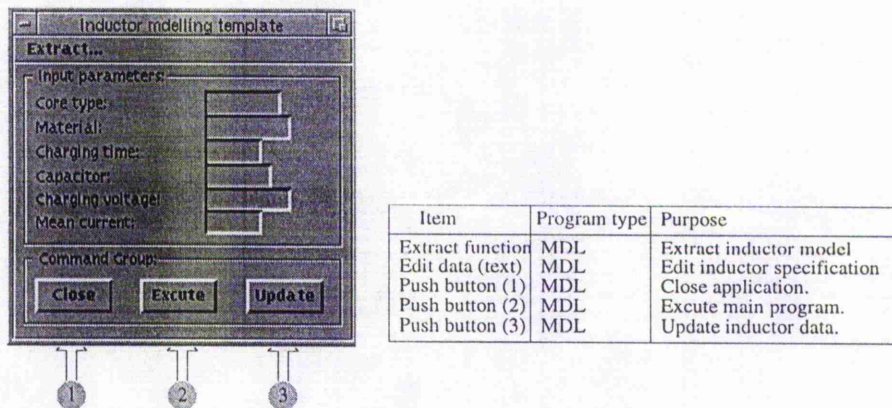 Inductor mdelling template
Extract...
Input parameters:
Core type:
Material:
Charging time:
Capacitor:
Charging voltage:
Mean current:
Command Group:
Close Excute Update
1 2 3
Item Program type Purpose
Extract function MDL Extract inductor model
Edit data (text) MDL Edit inductor specification
Push button (1) MDL Close application.
Push button (2) MDL Excute main program.
Push button (3) MDL Update inductor data.